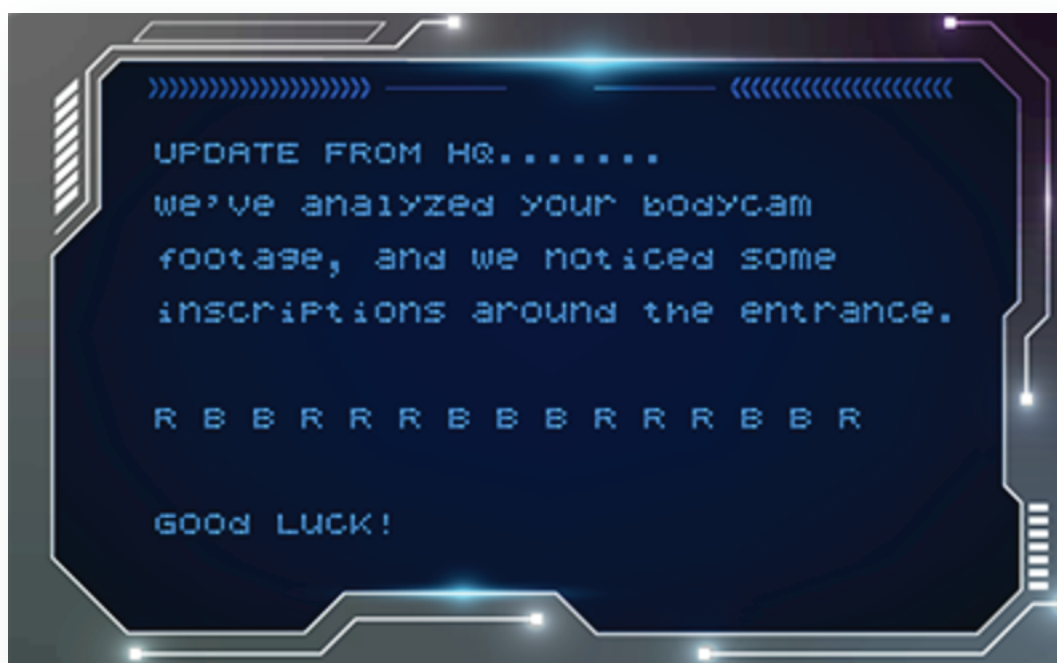 UPDATE FROM HQ.......
we've analyzed your bodycam
footage, and we noticed some
inscriptions around the entrance.
R B B R R R B B B R R R B B R
GOOd LUCK!